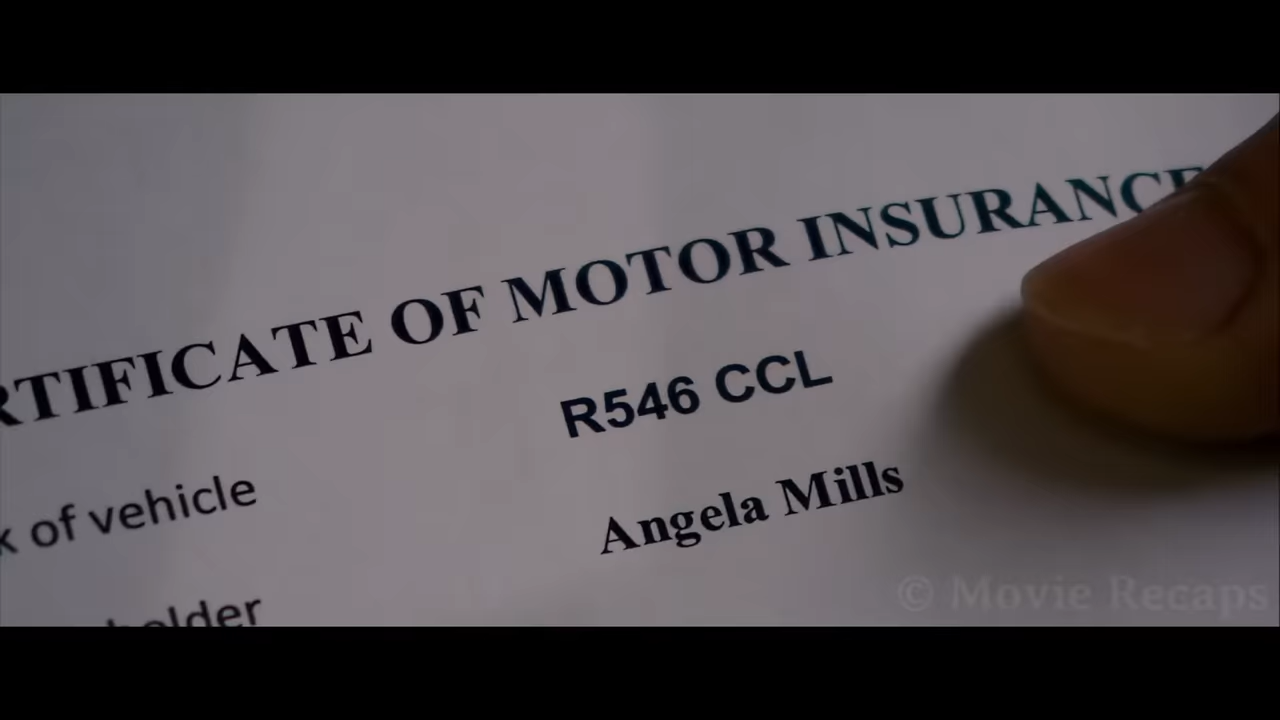 RTIFICATE OF MOTOR INSURANCE
R546 CCL
of vehicle
Angela Mills
holder
© Movie Recaps